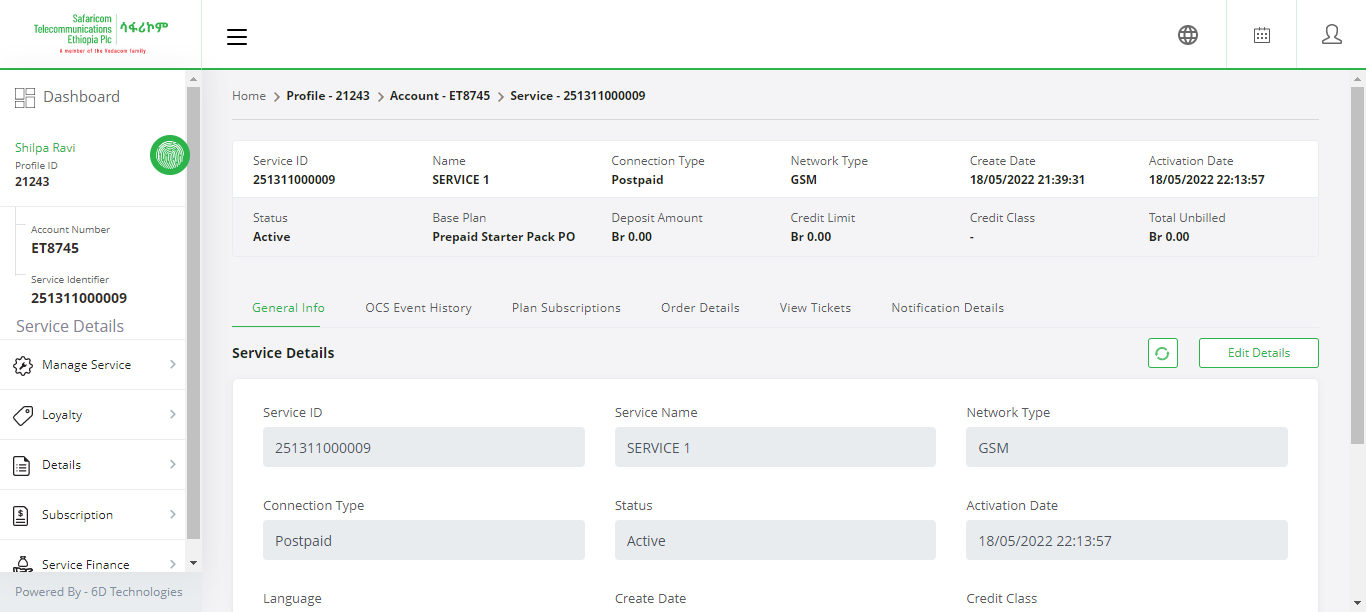 Safaricom
Telecommunications
Ethiopia Plc
ሳፋሪኮም
A member of the Vodacom family
Dashboard
Shilpa Ravi
Profile ID
21243
Account Number
ET8745
Service Identifier
251311000009
Service Details
Manage Service
Loyalty
Details
Subscription
Service Finance
Powered By - 6D Technologies
Home > Profile - 21243 > Account - ET8745 > Service - 251311000009
Service ID Name Connection Type Network Type Create Date Activation Date
251311000009 SERVICE 1 Postpaid GSM 18/05/2022 21:39:31 18/05/2022 22:13:57
Status Base Plan Deposit Amount Credit Limit Credit Class Total Unbilled
Active Prepaid Starter Pack PO Br 0.00 Br 0.00 - Br 0.00
General Info OCS Event History Plan Subscriptions Order Details View Tickets Notification Details
Service Details Edit Details
Service ID Service Name Network Type
251311000009 SERVICE 1 GSM
Connection Type Status Activation Date
Postpaid Active 18/05/2022 22:13:57
Language Create Date Credit Class